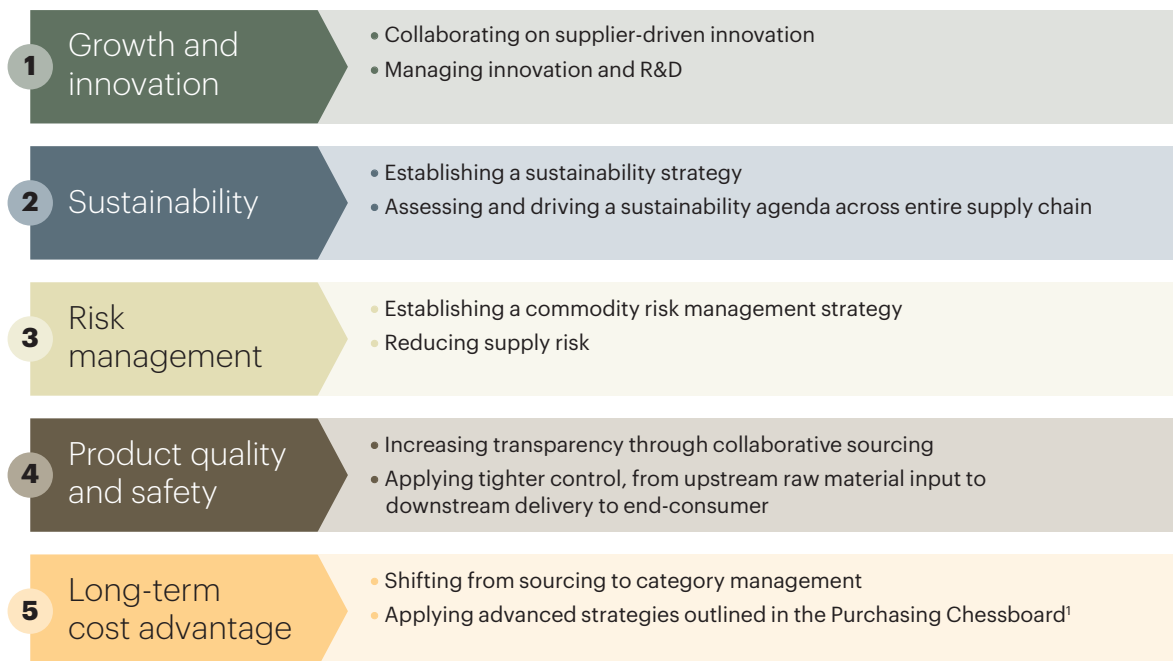 1
Growth and
innovation
• Collaborating on supplier-driven innovation
• Managing innovation and R&D
2
Sustainability
• Establishing a sustainability strategy
• Assessing and driving a sustainability agenda across entire supply chain
3
Risk
management
• Establishing a commodity risk management strategy
• Reducing supply risk
4
Product quality
and safety
• Increasing transparency through collaborative sourcing
• Applying tighter control, from upstream raw material input to
downstream delivery to end-consumer
5
Long-term
cost advantage
• Shifting from sourcing to category management
• Applying advanced strategies outlined in the Purchasing Chessboard¹